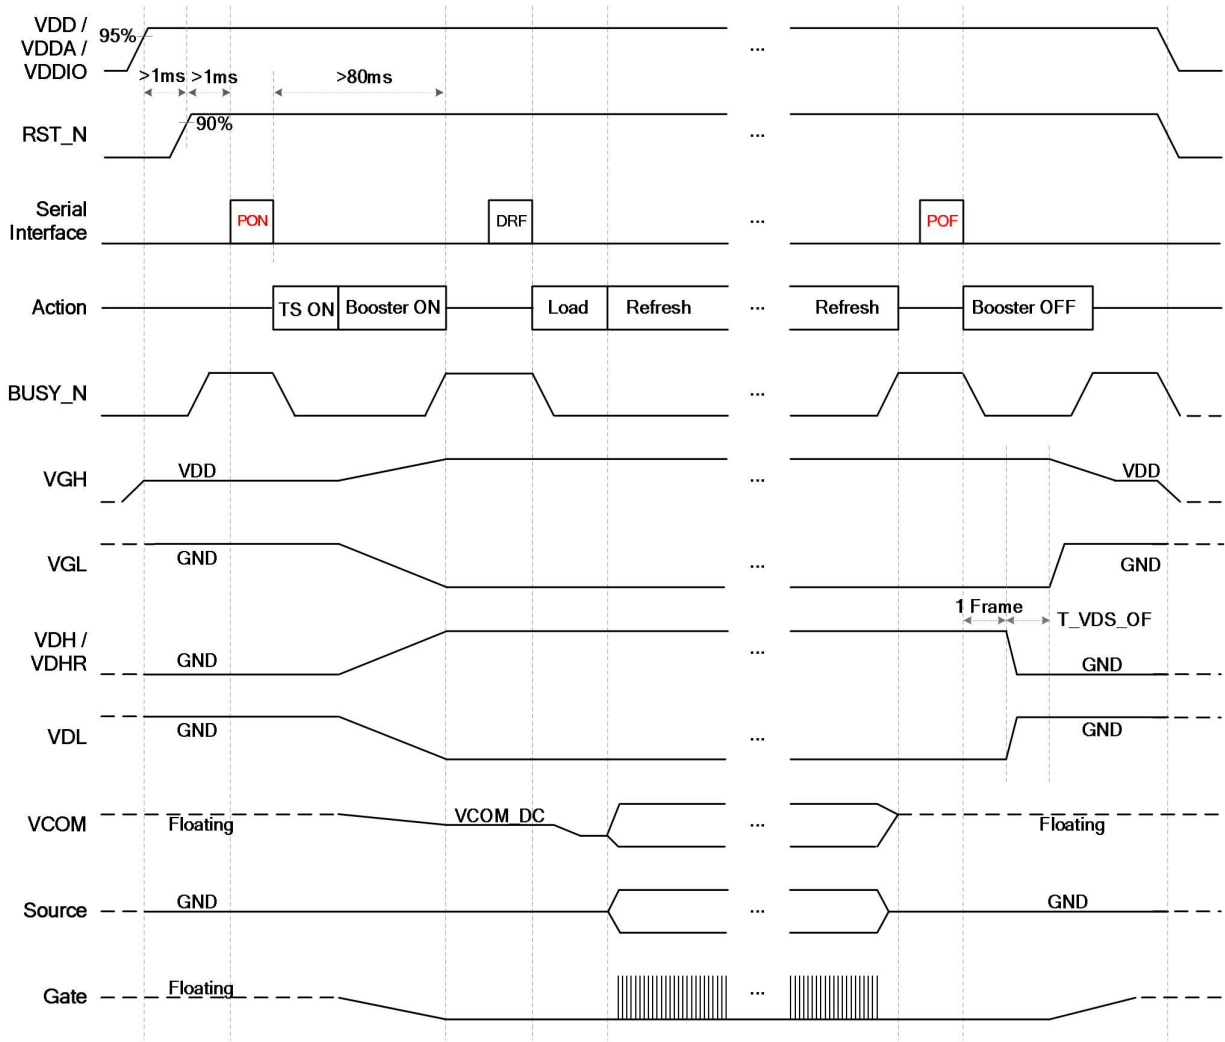 VDD /
VDDA /
VDDIO
95%
...
>1ms
>1ms
>80ms
RST_N
90%
...
Serial
Interface
PON
DRF
...
POF
Action
TS ON
Booster ON
Load
Refresh
...
Refresh
Booster OFF
BUSY_N
...
VGH
VDD
...
VDD
VGL
GND
...
GND
1 Frame
T_VDS_OF
VDH /
VDHR
GND
...
GND
VDL
GND
...
GND
VCOM
Floating
VCOM_DC
...
Floating
Source
GND
...
GND
Gate
Floating
...